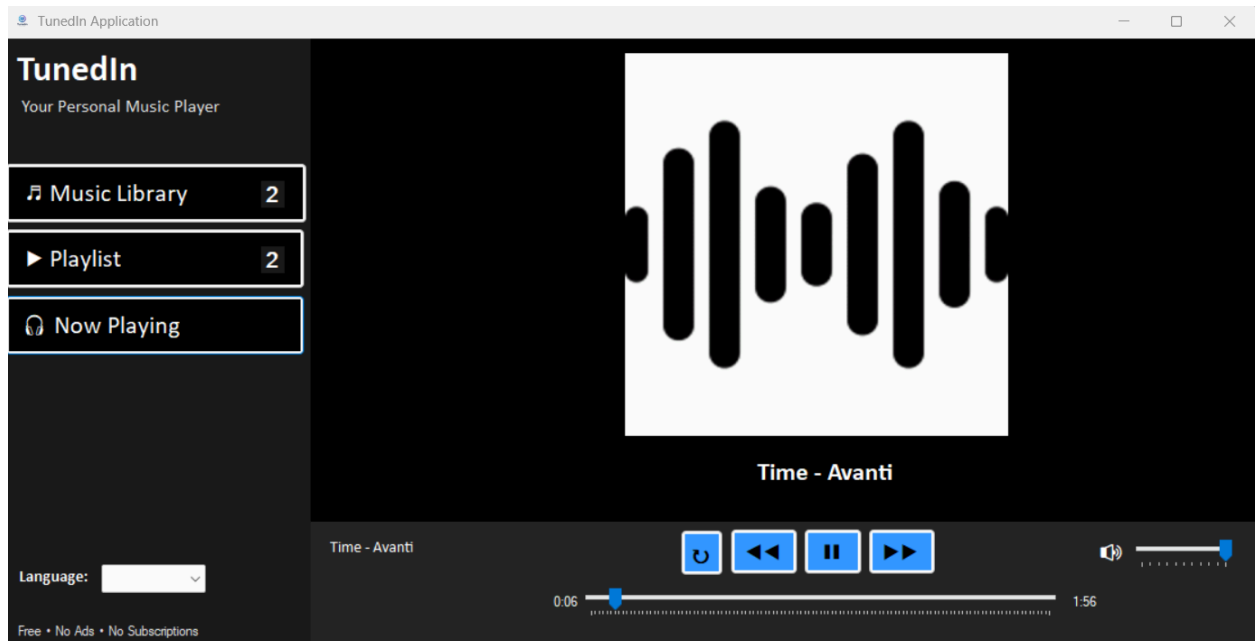 TunedIn Application
TunedIn
Your Personal Music Player
Music Library 2
Playlist 2
Now Playing
Language:
Free • No Ads • No Subscriptions
Time - Avanti
Time - Avanti
0:06
1:56